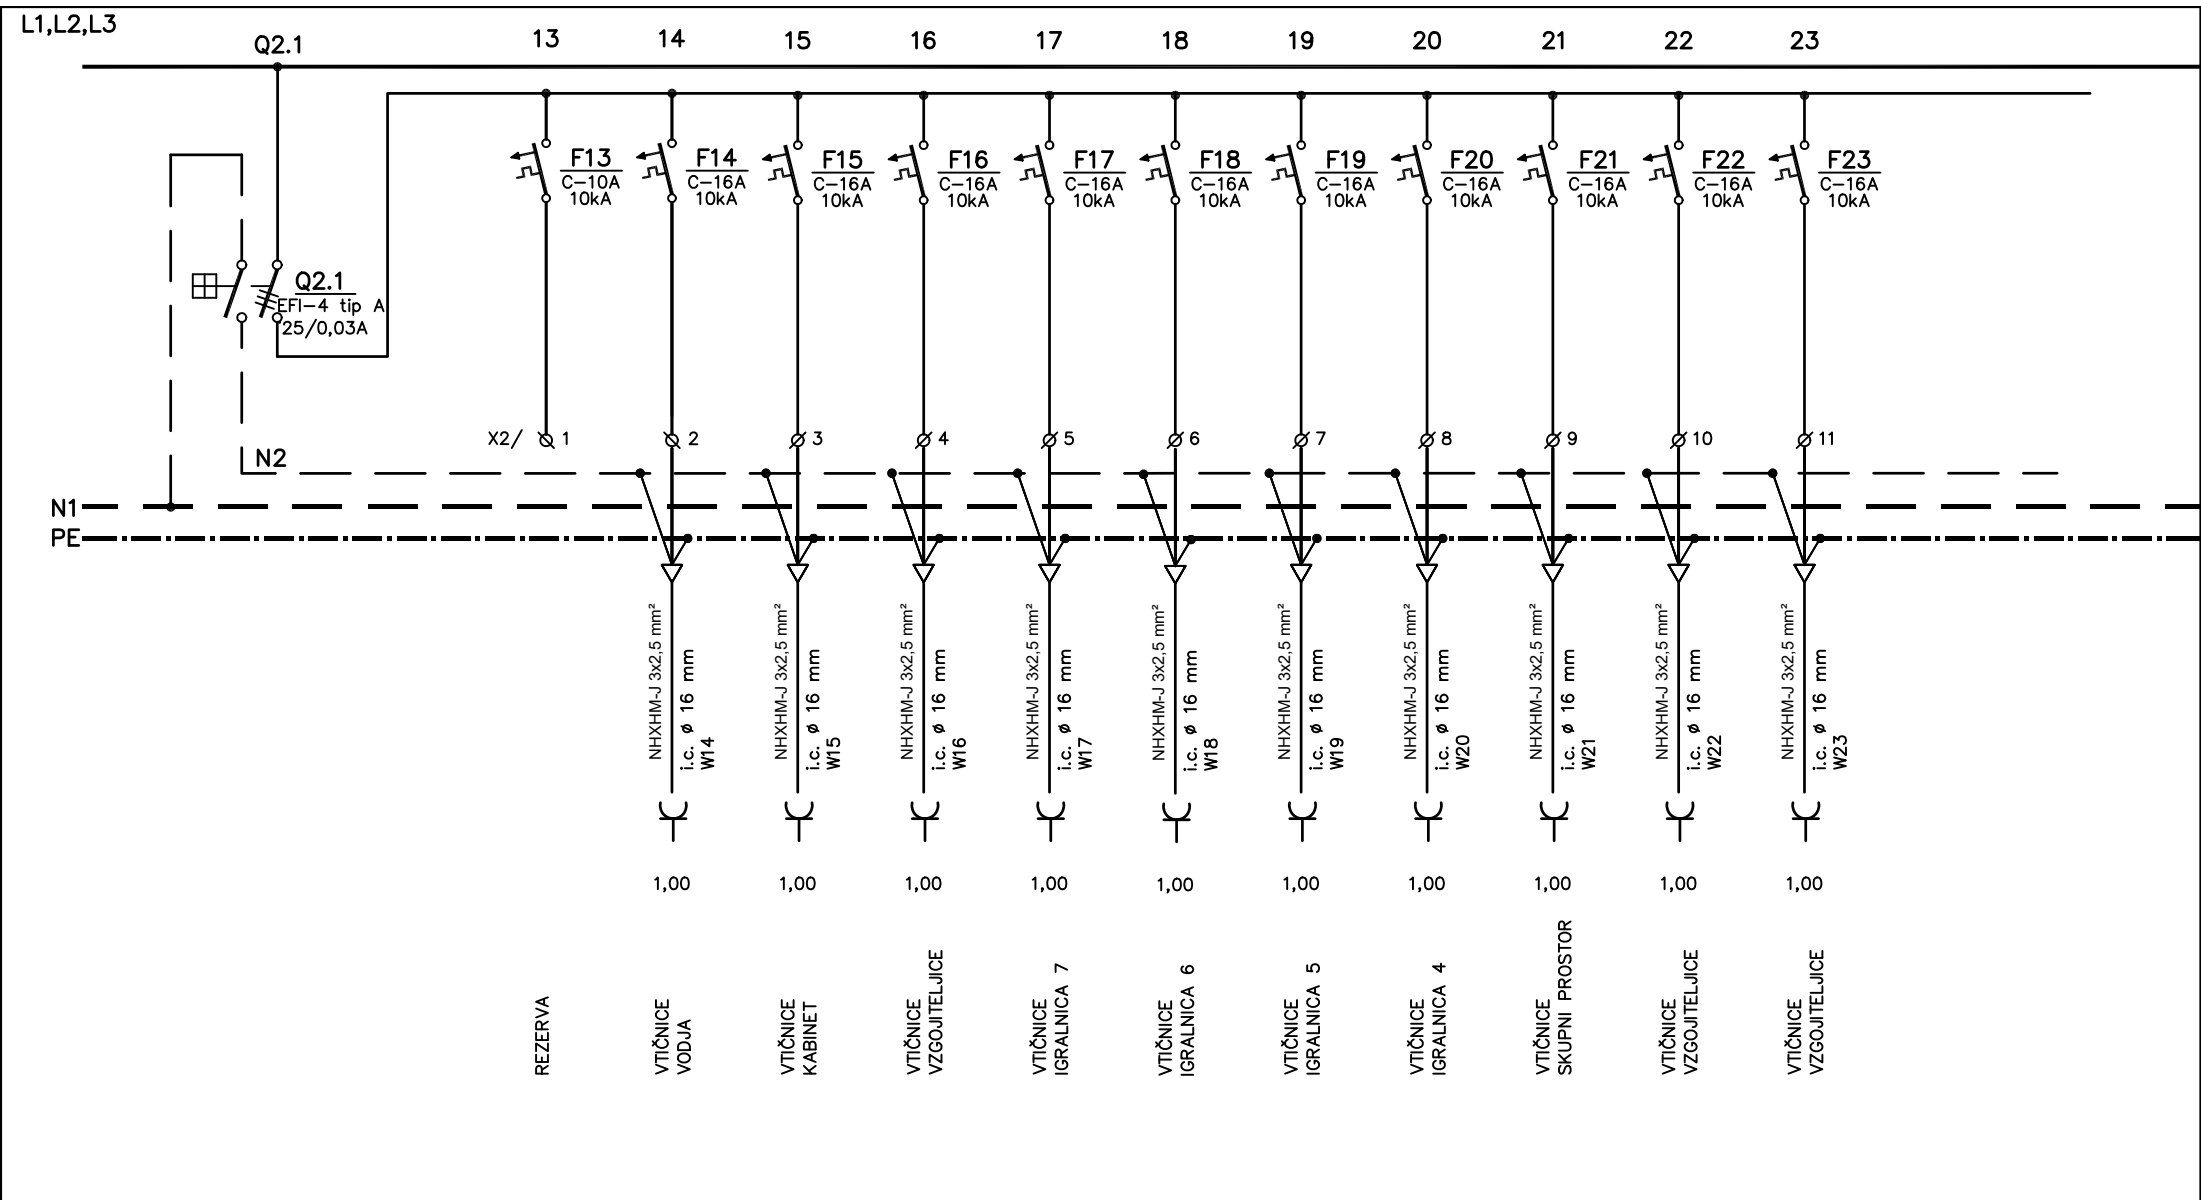 L1,L2,L3
Q2.1
13
14
15
16
17
18
19
20
21
22
23
F13
C-10A
10kA
F14
C-16A
10kA
F15
C-16A
10kA
F16
C-16A
10kA
F17
C-16A
10kA
F18
C-16A
10kA
F19
C-16A
10kA
F20
C-16A
10kA
F21
C-16A
10kA
F22
C-16A
10kA
F23
C-16A
10kA
Q2.1
EFI-4 tip A
25/0,03A
X2/
1
2
3
4
5
6
7
8
9
10
11
N2
N1
PE
NHXHM-J 3x2,5 mm²
i.c. ø 16 mm
W14
NHXHM-J 3x2,5 mm²
i.c. ø 16 mm
W15
NHXHM-J 3x2,5 mm²
i.c. ø 16 mm
W16
NHXHM-J 3x2,5 mm²
i.c. ø 16 mm
W17
NHXHM-J 3x2,5 mm²
i.c. ø 16 mm
W18
NHXHM-J 3x2,5 mm²
i.c. ø 16 mm
W19
NHXHM-J 3x2,5 mm²
i.c. ø 16 mm
W20
NHXHM-J 3x2,5 mm²
i.c. ø 16 mm
W21
NHXHM-J 3x2,5 mm²
i.c. ø 16 mm
W22
NHXHM-J 3x2,5 mm²
i.c. ø 16 mm
W23
1,00
1,00
1,00
1,00
1,00
1,00
1,00
1,00
1,00
1,00
REZERVA
VTIČNICE
VODJA
VTIČNICE
KABINET
VTIČNICE
VZGOJITELJICE
VTIČNICE
IGRALNICA 7
VTIČNICE
IGRALNICA 6
VTIČNICE
IGRALNICA 5
VTIČNICE
IGRALNICA 4
VTIČNICE
SKUPNI PROSTOR
VTIČNICE
VZGOJITELJICE
VTIČNICE
VZGOJITELJICE